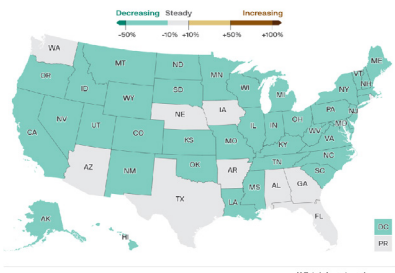 Decreasing Steady Increasing
-50% -10% +10% +50% +100%
WA
ME
MT ND
VT
OR MN
NH
ID SD WI NY
WY MI
IA PA NJ
NE OH MD
NV IL IN
UT CO WV VA
CA KS MO KY
NC
TN
OK AR SC
AZ NM
MS AL GA
TX LA
FL
AK
HI
DC
PR